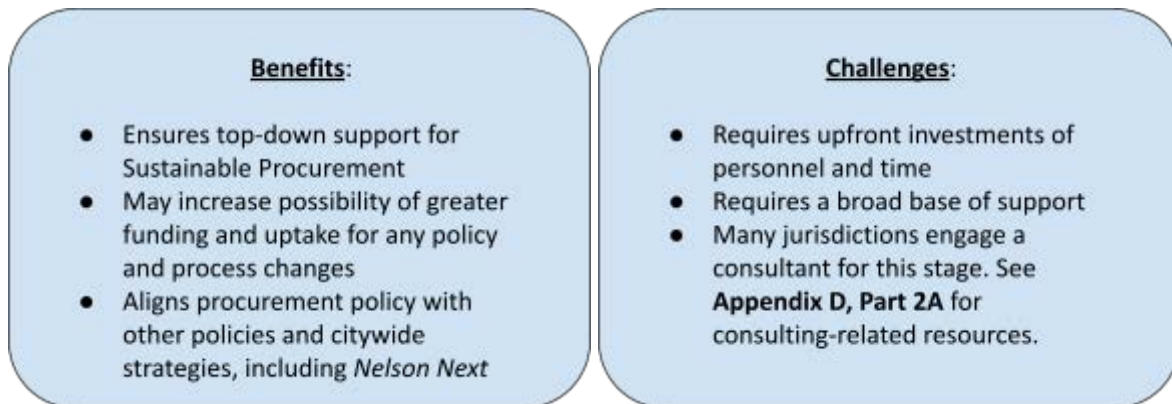 Benefits:
● Ensures top-down support for
Sustainable Procurement
● May increase possibility of greater
funding and uptake for any policy
and process changes
● Aligns procurement policy with
other policies and citywide
strategies, including Nelson Next
Challenges:
● Requires upfront investments of
personnel and time
● Requires a broad base of support
● Many jurisdictions engage a
consultant for this stage. See
Appendix D, Part 2A for
consulting-related resources.